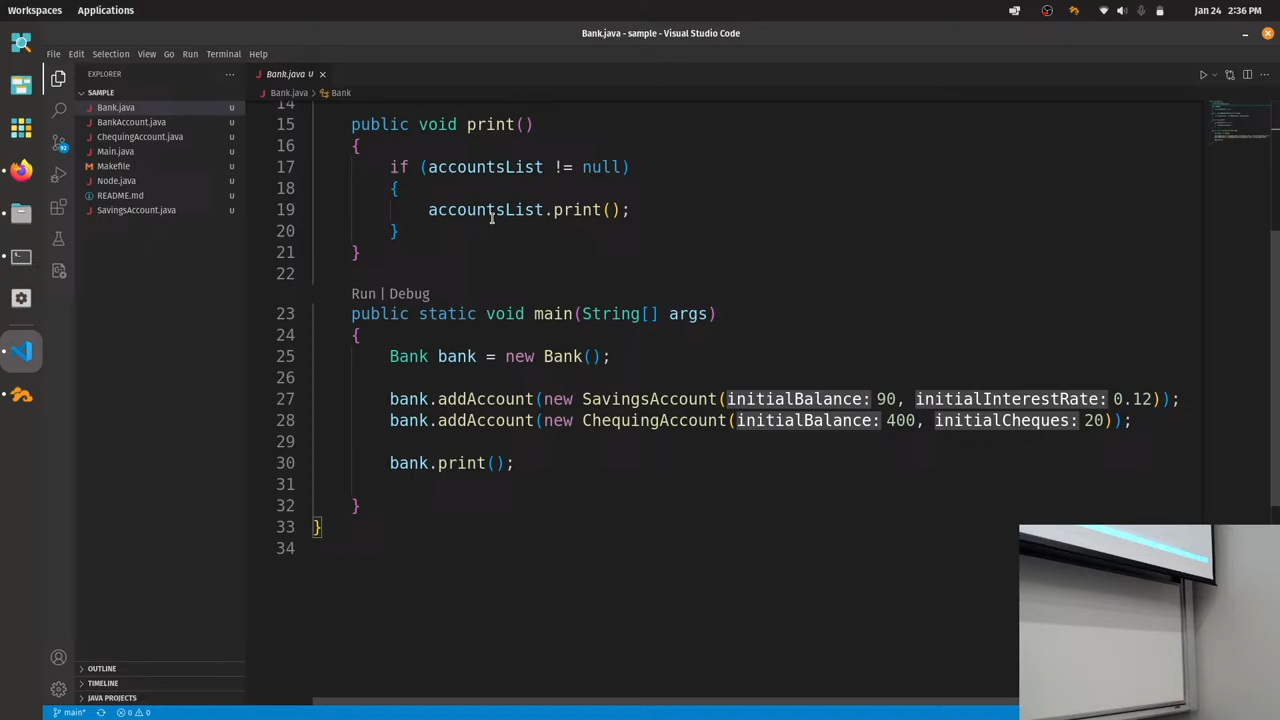 Workspaces Applications Jan 24 2:36 PM
Bank.java - sample - Visual Studio Code
File Edit Selection View Go Run Terminal Help
EXPLORER
Bank.java U
SAMPLE
Bank.java > Bank
Bank.java U
BankAccount.java U
ChequingAccount.java U
Main.java U
Makefile U
Node.java U
README.md U
SavingsAccount.java U
92
14
15 public void print()
16 {
17 if (accountsList != null)
18 {
19 accountsList.print();
20 }
21 }
22
Run | Debug
23 public static void main(String[] args)
24 {
25 Bank bank = new Bank();
26
27 bank.addAccount(new SavingsAccount(initialBalance: 90, initialInterestRate: 0.12));
28 bank.addAccount(new ChequingAccount(initialBalance: 400, initialCheques: 20));
29
30 bank.print();
31
32 }
33 }
34
OUTLINE
TIMELINE
JAVA PROJECTS
main* 0 0